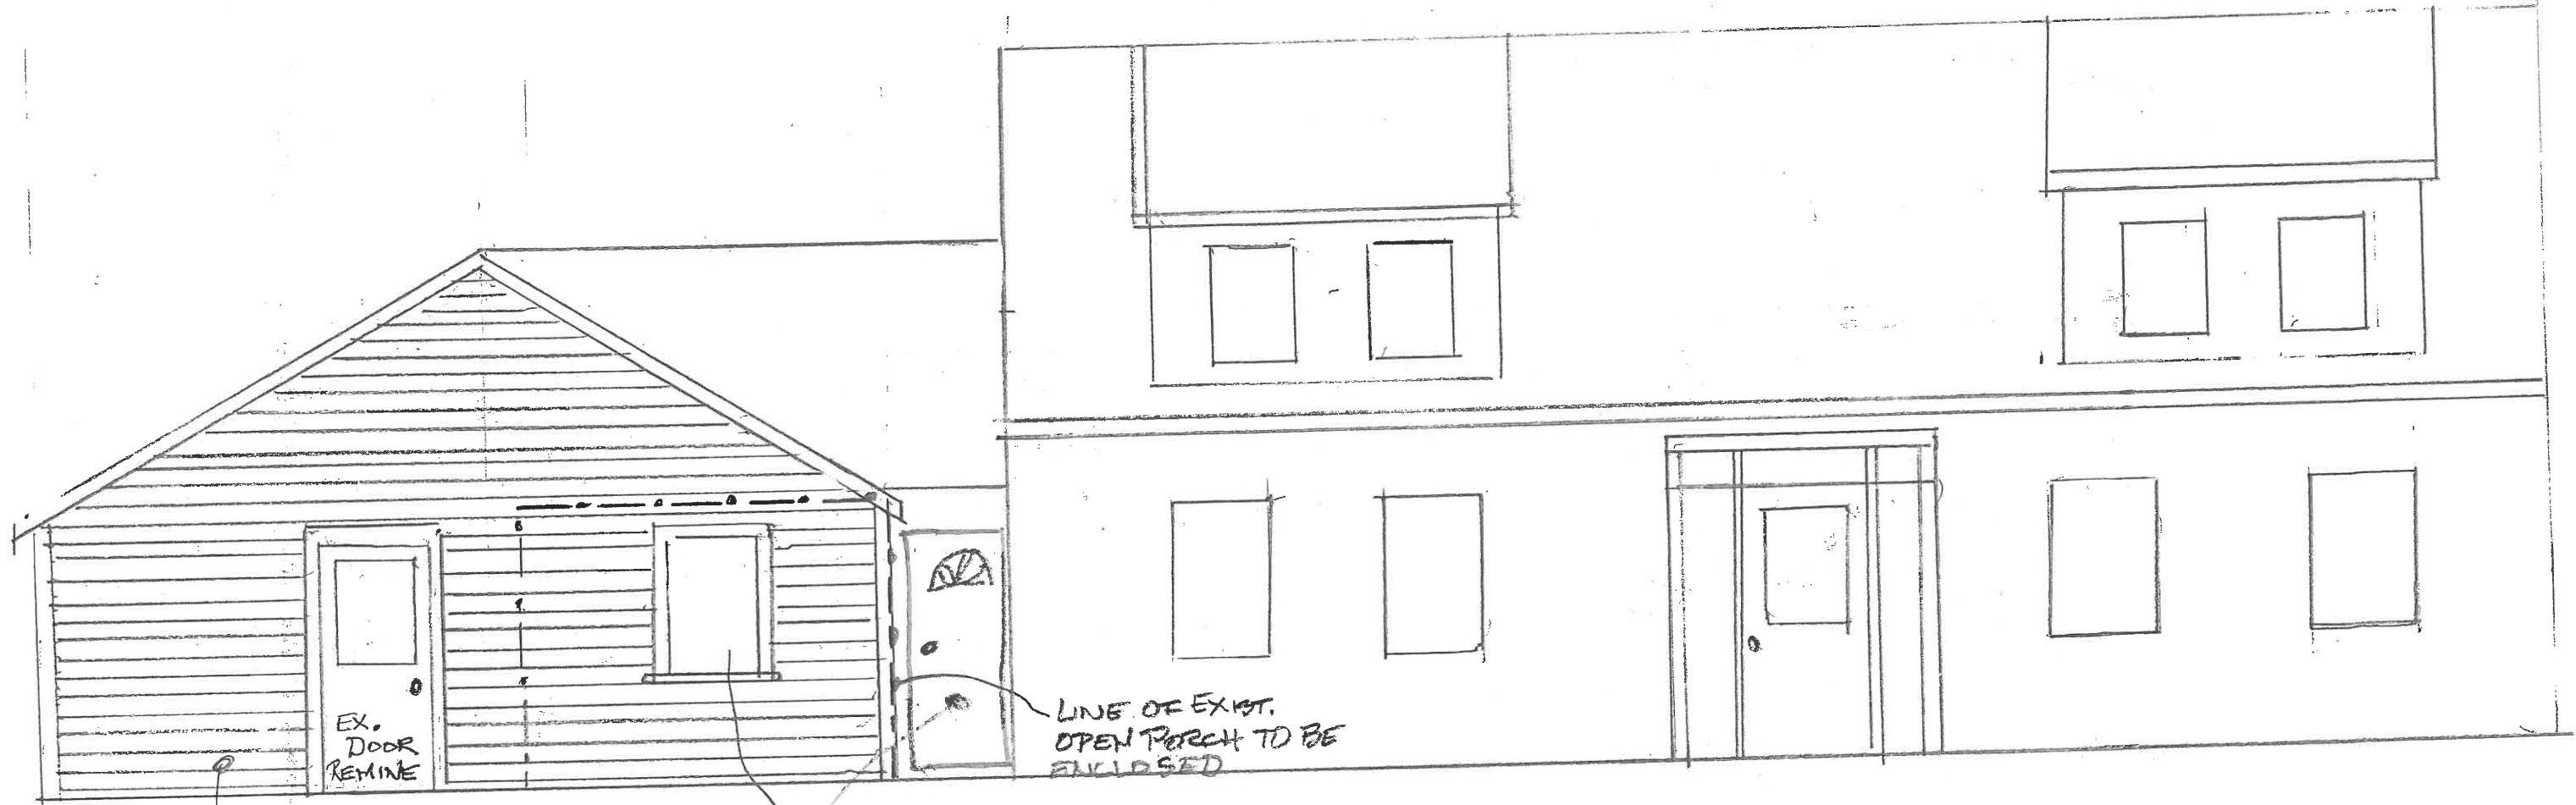 EX.
DOOR
REMINE
LINE OF EXIST.
OPEN PORCH TO BE
ENCLOSED